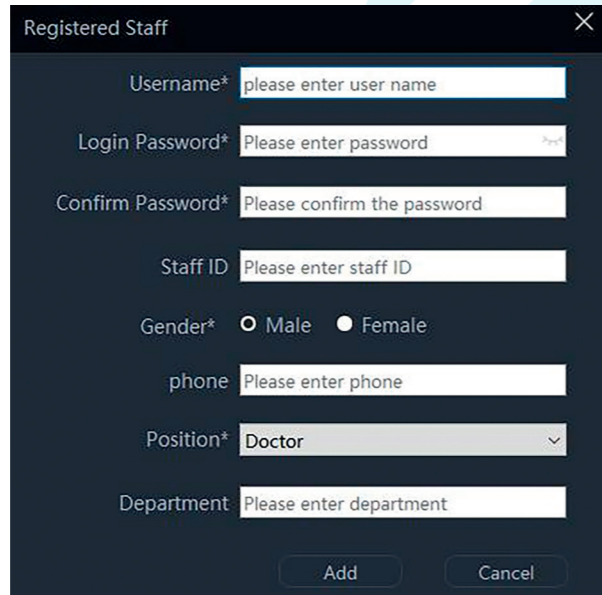 Registered Staff
Username* please enter user name
Login Password* Please enter password
Confirm Password* Please confirm the password
Staff ID Please enter staff ID
Gender* Male Female
phone Please enter phone
Position* Doctor
Department Please enter department
Add Cancel